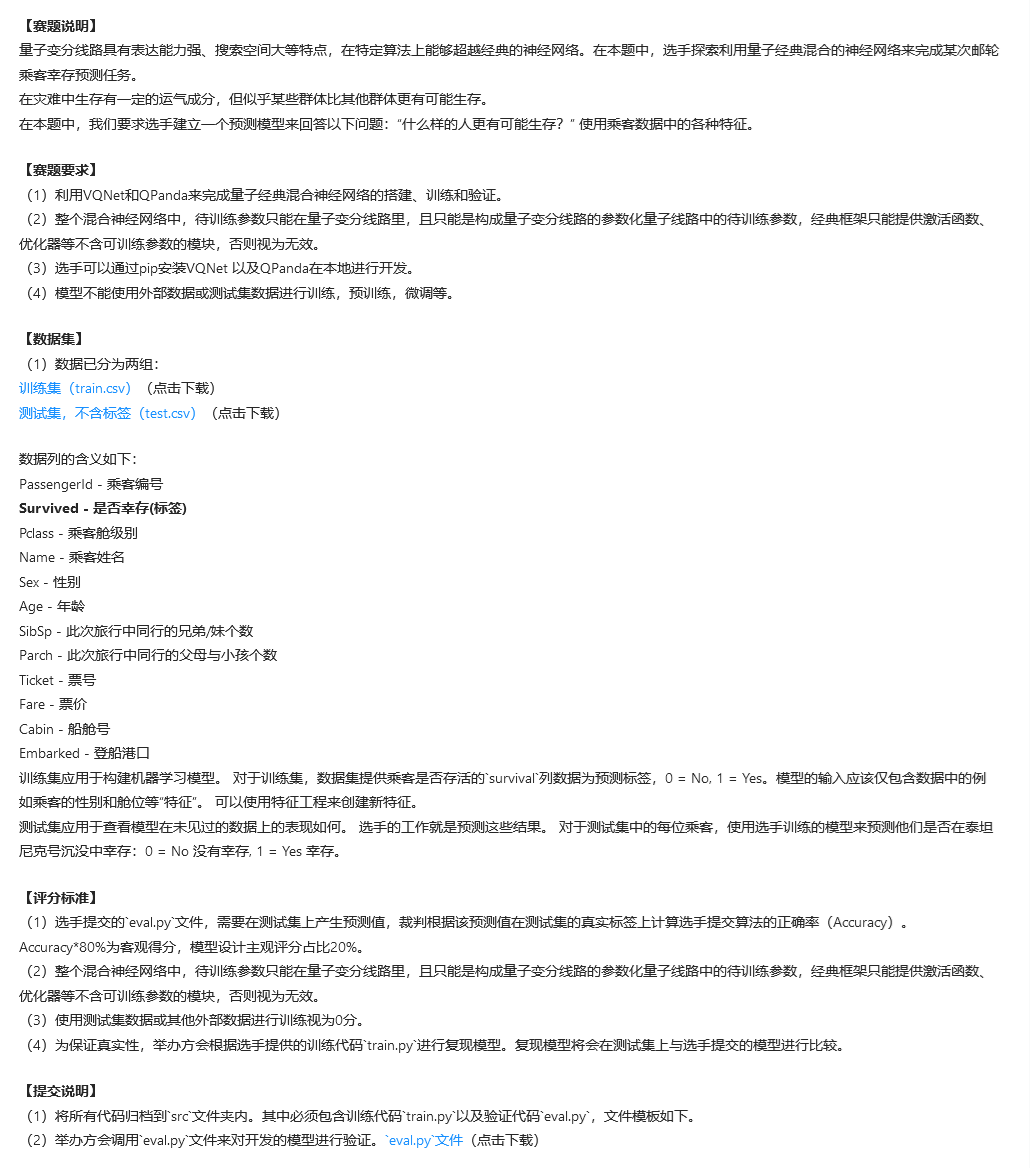 【赛题说明】
量子变分线路具有表达能力强、搜索空间大等特点，在特定算法上能够超越经典的神经网络。在本题中，选手探索利用量子经典混合的神经网络来完成某次邮轮
乘客幸存预测任务。
在灾难中生存有一定的运气成分，但似乎某些群体比其他群体更有可能生存。
在本题中，我们要求选手建立一个预测模型来回答以下问题：“什么样的人更有可能生存？” 使用乘客数据中的各种特征。
【赛题要求】
（1）利用VQNet和QPanda来完成量子经典混合神经网络的搭建、训练和验证。
（2）整个混合神经网络中，待训练参数只能在量子变分线路里，且只能是构成量子变分线路的参数化量子线路中的待训练参数，经典框架只能提供激活函数、
优化器等不含可训练参数的模块，否则视为无效。
（3）选手可以通过pip安装VQNet 以及QPanda在本地进行开发。
（4）模型不能使用外部数据或测试集数据进行训练，预训练，微调等。
【数据集】
（1）数据已分为两组：
训练集（train.csv）（点击下载）
测试集，不含标签（test.csv）（点击下载）
数据列的含义如下：
PassengerId - 乘客编号
Survived - 是否幸存(标签)
Pclass - 乘客舱级别
Name - 乘客姓名
Sex - 性别
Age - 年龄
SibSp - 此次旅行中同行的兄弟/妹个数
Parch - 此次旅行中同行的父母与小孩个数
Ticket - 票号
Fare - 票价
Cabin - 船舱号
Embarked - 登船港口
训练集应用于构建机器学习模型。 对于训练集，数据集提供乘客是否存活的`survival`列数据为预测标签，0 = No, 1 = Yes。模型的输入应该仅包含数据中的例
如乘客的性别和舱位等“特征”。 可以使用特征工程来创建新特征。
测试集应用于查看模型在未见过的数据上的表现如何。 选手的工作就是预测这些结果。 对于测试集中的每位乘客，使用选手训练的模型来预测他们是否在泰坦
尼克号沉没中幸存：0 = No 没有幸存, 1 = Yes 幸存。
【评分标准】
（1）选手提交的`eval.py`文件，需要在测试集上产生预测值，裁判根据该预测值在测试集的真实标签上计算选手提交算法的正确率（Accuracy）。
Accuracy*80%为客观得分，模型设计主观评分占比20%。
（2）整个混合神经网络中，待训练参数只能在量子变分线路里，且只能是构成量子变分线路的参数化量子线路中的待训练参数，经典框架只能提供激活函数、
优化器等不含可训练参数的模块，否则视为无效。
（3）使用测试集数据或其他外部数据进行训练视为0分。
（4）为保证真实性，举办方会根据选手提供的训练代码`train.py`进行复现模型。复现模型将会在测试集上与选手提交的模型进行比较。
【提交说明】
（1）将所有代码归档到`src`文件夹内。其中必须包含训练代码`train.py`以及验证代码`eval.py`，文件模板如下。
（2）举办方会调用`eval.py`文件来对开发的模型进行验证。`eval.py`文件（点击下载）